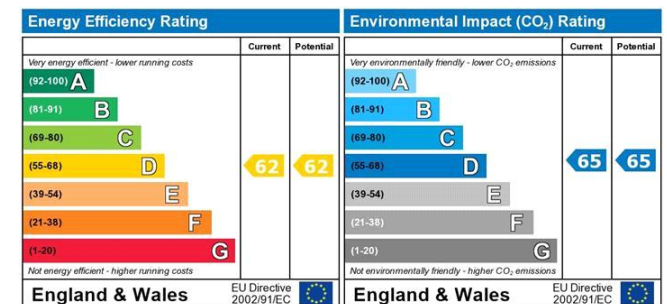 Energy Efficiency Rating
Current Potential
Very energy efficient - lower running costs
(92-100) A
(81-91) B
(69-80) C
(55-68) D
62 62
(39-54) E
(21-38) F
(1-20) G
Not energy efficient - higher running costs
England & Wales
EU Directive
2002/91/EC
Environmental Impact (CO₂) Rating
Current Potential
Very environmentally friendly - lower CO₂ emissions
(92-100) A
(81-91) B
(69-80) C
(55-68) D
65 65
(39-54) E
(21-38) F
(1-20) G
Not environmentally friendly - higher CO₂ emissions
England & Wales
EU Directive
2002/91/EC